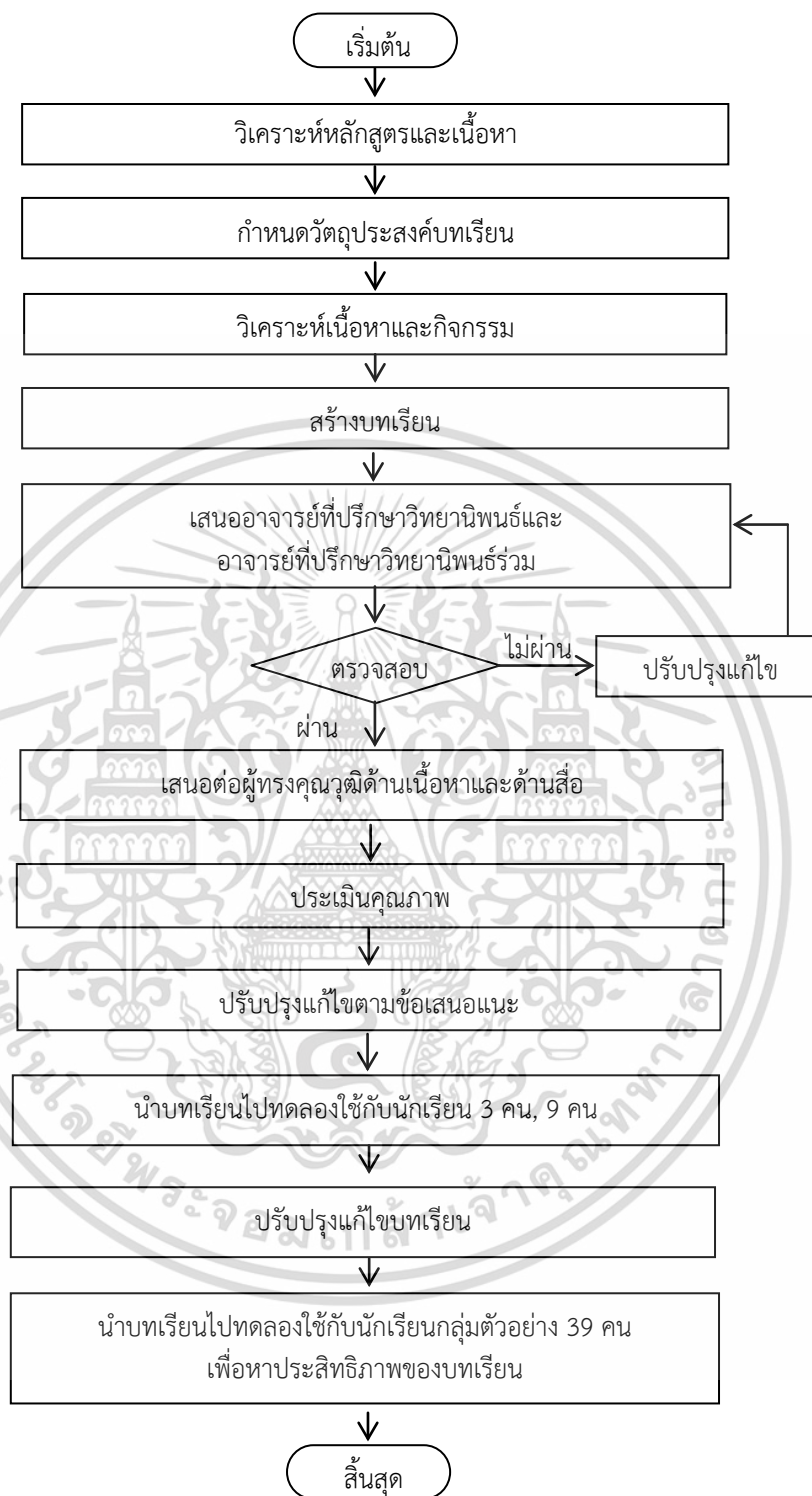 เริ่มต้น
วิเคราะห์หลักสูตรและเนื้อหา
กำหนดวัตถุประสงค์บทเรียน
วิเคราะห์เนื้อหาและกิจกรรม
สร้างบทเรียน
เสนออาจารย์ที่ปรึกษาวิทยานิพนธ์และ
อาจารย์ที่ปรึกษาวิทยานิพนธ์ร่วม
ตรวจสอบ
ไม่ผ่าน
ปรับปรุงแก้ไข
ผ่าน
เสนอต่อผู้ทรงคุณวุฒิด้านเนื้อหาและด้านสื่อ
ประเมินคุณภาพ
ปรับปรุงแก้ไขตามข้อเสนอแนะ
นำบทเรียนไปทดลองใช้กับนักเรียน 3 คน, 9 คน
ปรับปรุงแก้ไขบทเรียน
นำบทเรียนไปทดลองใช้กับนักเรียนกลุ่มตัวอย่าง 39 คน
เพื่อหาประสิทธิภาพของบทเรียน
สิ้นสุด